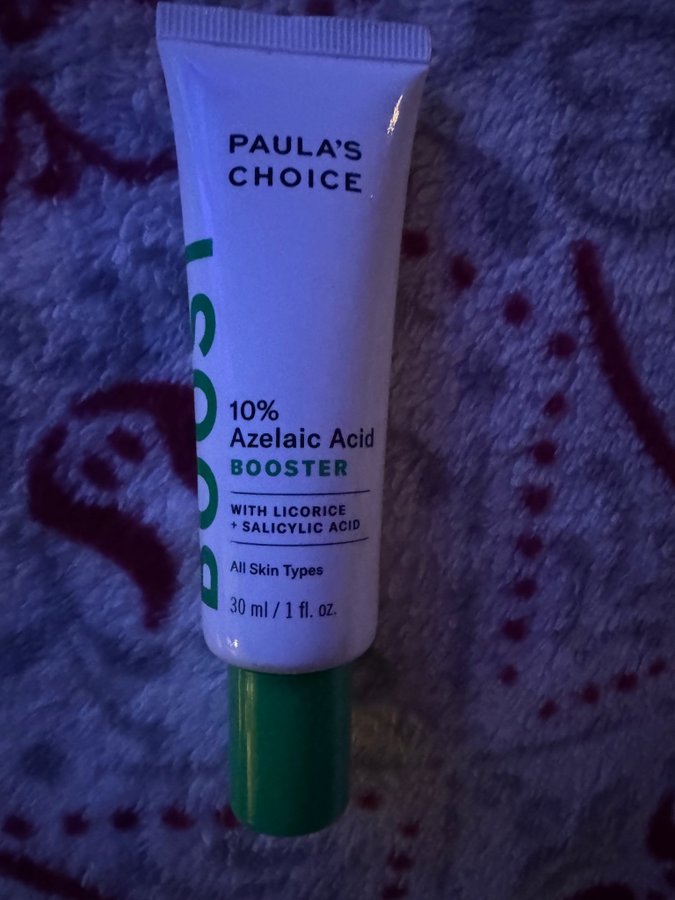 PAULA'S
CHOICE
BOOST
10%
Azelaic Acid
BOOSTER
WITH LICORICE
+ SALICYLIC ACID
All Skin Types
30 ml / 1 fl. oz.